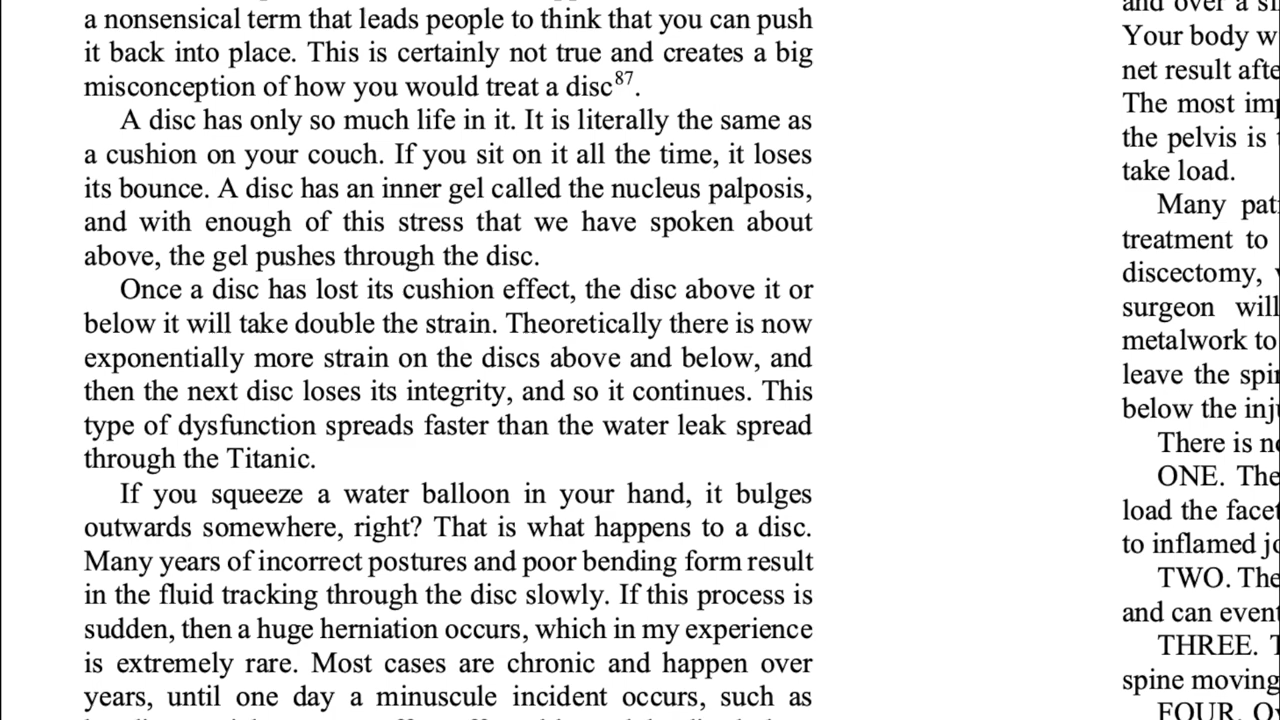 a nonsensical term that leads people to think that you can push
it back into place. This is certainly not true and creates a big
misconception of how you would treat a disc87.
A disc has only so much life in it. It is literally the same as
a cushion on your couch. If you sit on it all the time, it loses
its bounce. A disc has an inner gel called the nucleus palposis,
and with enough of this stress that we have spoken about
above, the gel pushes through the disc.
Once a disc has lost its cushion effect, the disc above it or
below it will take double the strain. Theoretically there is now
exponentially more strain on the discs above and below, and
then the next disc loses its integrity, and so it continues. This
type of dysfunction spreads faster than the water leak spread
through the Titanic.
If you squeeze a water balloon in your hand, it bulges
outwards somewhere, right? That is what happens to a disc.
Many years of incorrect postures and poor bending form result
in the fluid tracking through the disc slowly. If this process is
sudden, then a huge herniation occurs, which in my experience
is extremely rare. Most cases are chronic and happen over
years, until one day a minuscule incident occurs, such as
and over a
Your body
net result
The most
the pelvis is
take load.
Many
treatment to
discectomy,
surgeon will
metalwork to
leave the
below the
There is
ONE. The
load the
to inflamed
TWO. The
and can
THREE.
spine moving
FOUR.